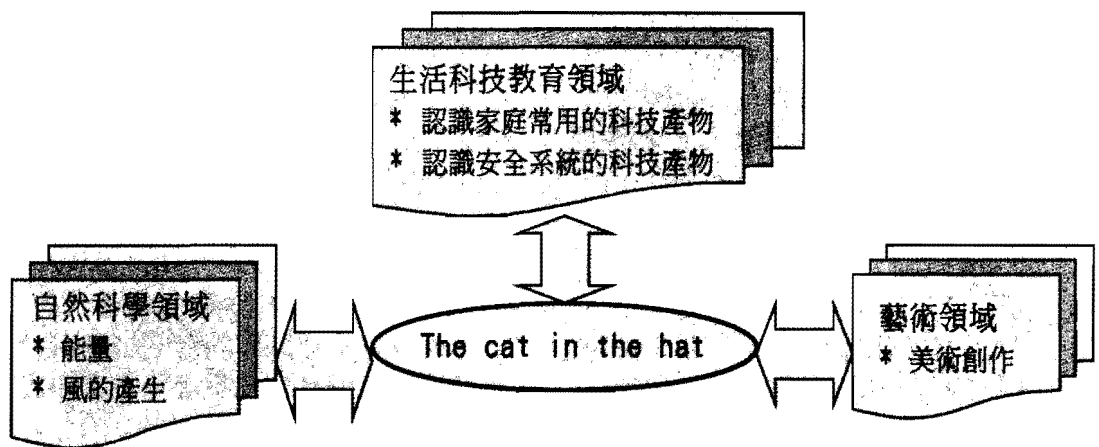 生活科技教育領域
* 認識家庭常用的科技產物
* 認識安全系統的科技產物
自然科學領域
* 能量
* 風的產生
The cat in the hat
藝術領域
* 美術創作